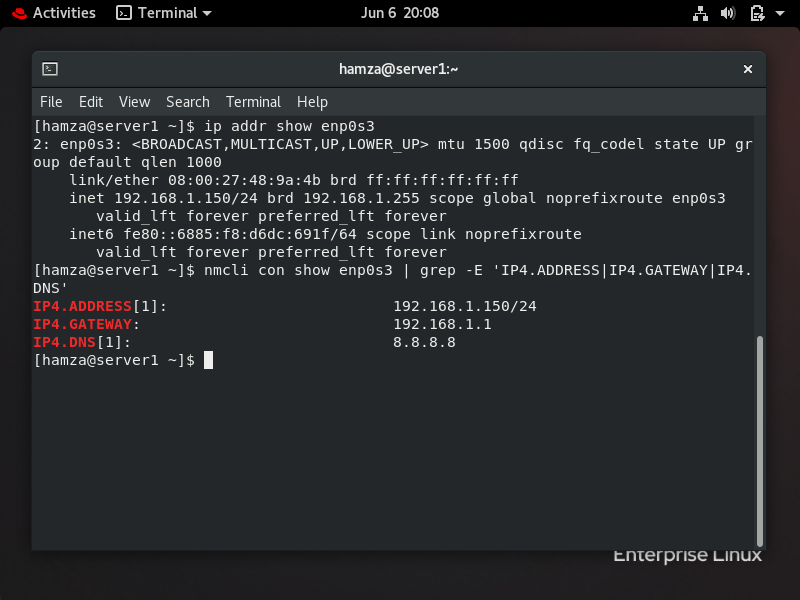 Activities Terminal Jun 6 20:08
hamza@server1:~
File Edit View Search Terminal Help
[hamza@server1 ~]$ ip addr show enp0s3
2: enp0s3: <BROADCAST,MULTICAST,UP,LOWER_UP> mtu 1500 qdisc fq_codel state UP gr
oup default qlen 1000
    link/ether 08:00:27:48:9a:4b brd ff:ff:ff:ff:ff:ff
    inet 192.168.1.150/24 brd 192.168.1.255 scope global noprefixroute enp0s3
       valid_lft forever preferred_lft forever
    inet6 fe80::6885:f8:d6dc:691f/64 scope link noprefixroute
       valid_lft forever preferred_lft forever
[hamza@server1 ~]$ nmcli con show enp0s3 | grep -E 'IP4.ADDRESS|IP4.GATEWAY|IP4.
DNS'
IP4.ADDRESS[1]:                         192.168.1.150/24
IP4.GATEWAY:                            192.168.1.1
IP4.DNS[1]:                             8.8.8.8
[hamza@server1 ~]$
Enterprise Linux